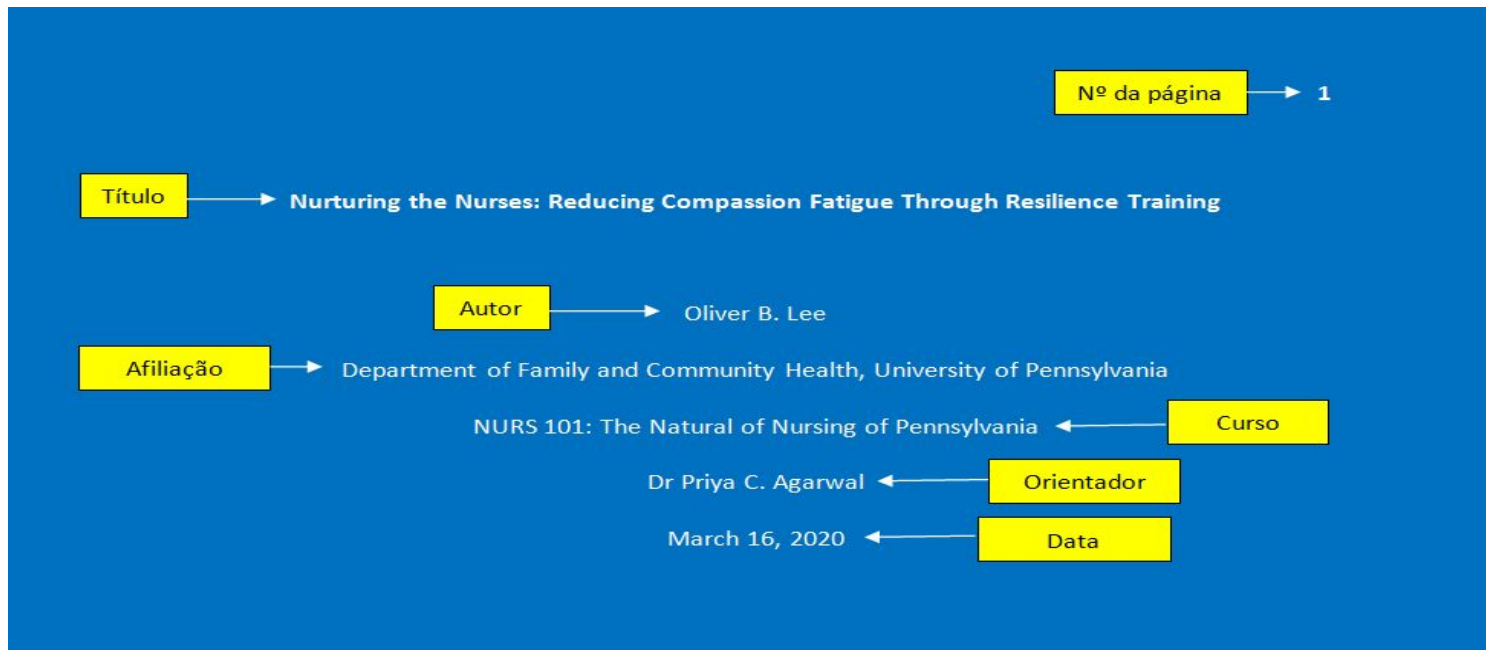 Nº da página 1
Título Nurturing the Nurses: Reducing Compassion Fatigue Through Resilience Training
Autor Oliver B. Lee
Afiliação Department of Family and Community Health, University of Pennsylvania
NURS 101: The Natural of Nursing of Pennsylvania Curso
Dr Priya C. Agarwal Orientador
March 16, 2020 Data